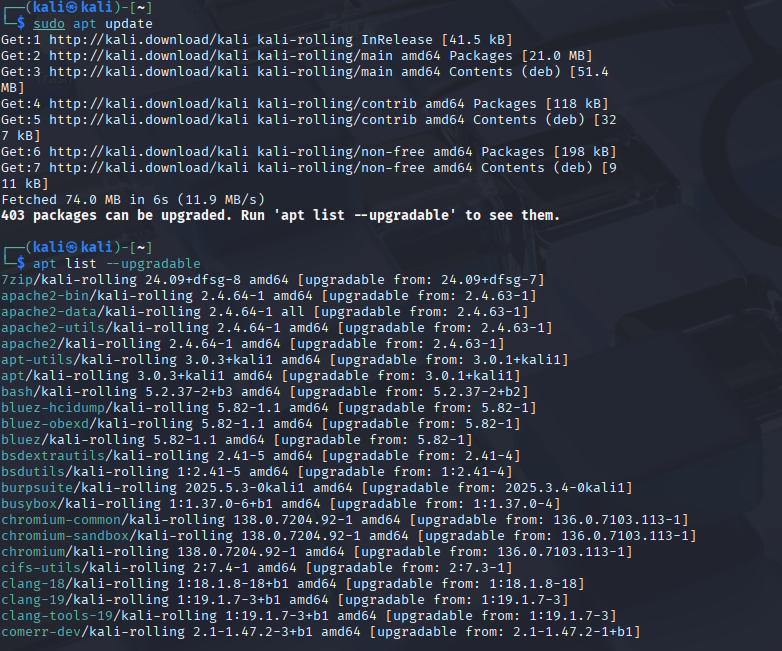 ┌──(kali㉿kali)-[~]
└─$ sudo apt update
Get:1 http://kali.download/kali kali-rolling InRelease [41.5 kB]
Get:2 http://kali.download/kali kali-rolling/main amd64 Packages [21.0 MB]
Get:3 http://kali.download/kali kali-rolling/main amd64 Contents (deb) [51.4
MB]
Get:4 http://kali.download/kali kali-rolling/contrib amd64 Packages [118 kB]
Get:5 http://kali.download/kali kali-rolling/contrib amd64 Contents (deb) [32
7 kB]
Get:6 http://kali.download/kali kali-rolling/non-free amd64 Packages [198 kB]
Get:7 http://kali.download/kali kali-rolling/non-free amd64 Contents (deb) [9
11 kB]
Fetched 74.0 MB in 6s (11.9 MB/s)
403 packages can be upgraded. Run 'apt list --upgradable' to see them.
┌──(kali㉿kali)-[~]
└─$ apt list --upgradable
7zip/kali-rolling 24.09+dfsg-8 amd64 [upgradable from: 24.09+dfsg-7]
apache2-bin/kali-rolling 2.4.64-1 amd64 [upgradable from: 2.4.63-1]
apache2-data/kali-rolling 2.4.64-1 all [upgradable from: 2.4.63-1]
apache2-utils/kali-rolling 2.4.64-1 amd64 [upgradable from: 2.4.63-1]
apache2/kali-rolling 2.4.64-1 amd64 [upgradable from: 2.4.63-1]
apt-utils/kali-rolling 3.0.3+kali1 amd64 [upgradable from: 3.0.1+kali1]
apt/kali-rolling 3.0.3+kali1 amd64 [upgradable from: 3.0.1+kali1]
bash/kali-rolling 5.2.37-2+b3 amd64 [upgradable from: 5.2.37-2+b2]
bluez-hcidump/kali-rolling 5.82-1.1 amd64 [upgradable from: 5.82-1]
bluez-obexd/kali-rolling 5.82-1.1 amd64 [upgradable from: 5.82-1]
bluez/kali-rolling 5.82-1.1 amd64 [upgradable from: 5.82-1]
bsdextrautils/kali-rolling 2.41-5 amd64 [upgradable from: 2.41-4]
bsdutils/kali-rolling 1:2.41-5 amd64 [upgradable from: 1:2.41-4]
burpsuite/kali-rolling 2025.5.3-0kali1 amd64 [upgradable from: 2025.3.4-0kali1]
busybox/kali-rolling 1:1.37.0-6+b1 amd64 [upgradable from: 1:1.37.0-4]
chromium-common/kali-rolling 138.0.7204.92-1 amd64 [upgradable from: 136.0.7103.113-1]
chromium-sandbox/kali-rolling 138.0.7204.92-1 amd64 [upgradable from: 136.0.7103.113-1]
chromium/kali-rolling 138.0.7204.92-1 amd64 [upgradable from: 136.0.7103.113-1]
cifs-utils/kali-rolling 2:7.4-1 amd64 [upgradable from: 2:7.3-1]
clang-18/kali-rolling 1:18.1.8-18+b1 amd64 [upgradable from: 1:18.1.8-18]
clang-19/kali-rolling 1:19.1.7-3+b1 amd64 [upgradable from: 1:19.1.7-3]
clang-tools-19/kali-rolling 1:19.1.7-3+b1 amd64 [upgradable from: 1:19.1.7-3]
comerr-dev/kali-rolling 2.1-1.47.2-3+b1 amd64 [upgradable from: 2.1-1.47.2-1+b1]